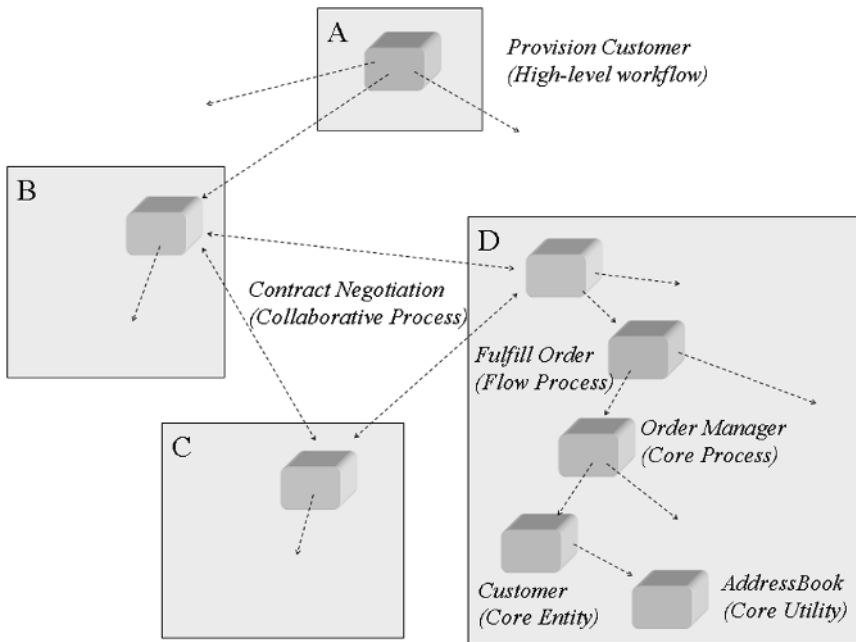 A
Provision Customer
(High-level workflow)
B
D
Contract Negotiation
(Collaborative Process)
Fulfill Order
(Flow Process)
C
Order Manager
(Core Process)
Customer
(Core Entity)
AddressBook
(Core Utility)